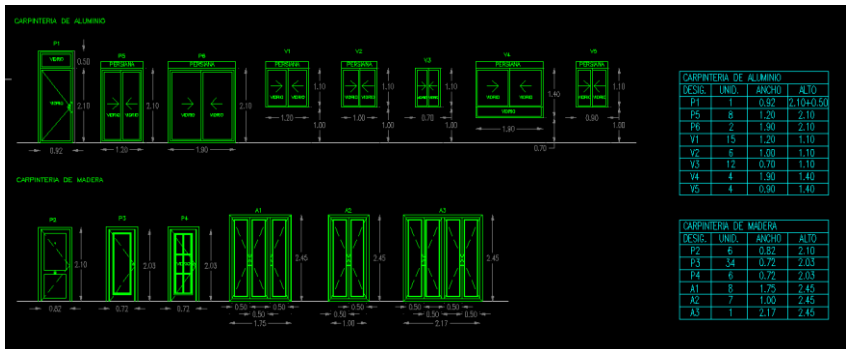 CARPINTERIA DE ALUMINIO
P1
P5
P6
V1
V2
V3
V4
V5
PERSIANA
PERSIANA
PERSIANA
PERSIANA
PERSIANA
PERSIANA
VIDRIO
VIDRIO
VIDRIO VIDRIO
VIDRIO
VIDRIO VIDRIO
VIDRIO VIDRIO
VIDRIO VIDRIO
VIDRIO
VIDRIO VIDRIO
0.50
2.10
2.10
2.10
1.10
1.10
1.10
1.40
1.10
1.00
1.00
1.00
0.70
1.00
0.92
1.20
1.90
1.20
1.00
0.70
1.90
0.90
CARPINTERIA DE MADERA
P2
P3
P4
A1
A2
A3
2.10
2.03
2.03
2.45
2.45
2.45
0.82
0.72
0.72
0.50 0.50
0.50
1.75
0.50
0.50
1.00
0.50 0.50
0.50 0.50
2.17
CARPINTERIA DE ALUMINIO
DESIG. UNID. ANCHO ALTO
P1 1 0.92 2.10+0.50
P5 8 1.20 2.10
P6 2 1.90 2.10
V1 15 1.20 1.10
V2 6 1.00 1.10
V3 12 0.70 1.10
V4 4 1.90 1.40
V5 4 0.90 1.40
CARPINTERIA DE MADERA
DESIG. UNID. ANCHO ALTO
P2 6 0.82 2.10
P3 34 0.72 2.03
P4 6 0.72 2.03
A1 8 1.75 2.45
A2 7 1.00 2.45
A3 1 2.17 2.45